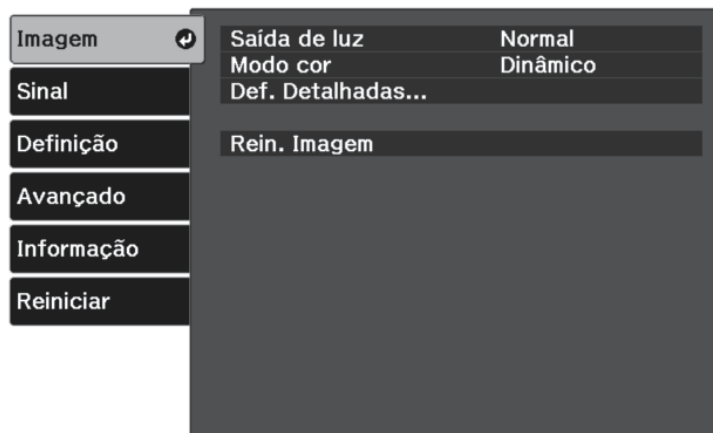 Imagem
Sinal
Definição
Avançado
Informação
Reiniciar
Saída de luz Normal
Modo cor Dinâmico
Def. Detalhadas...
Rein. Imagem